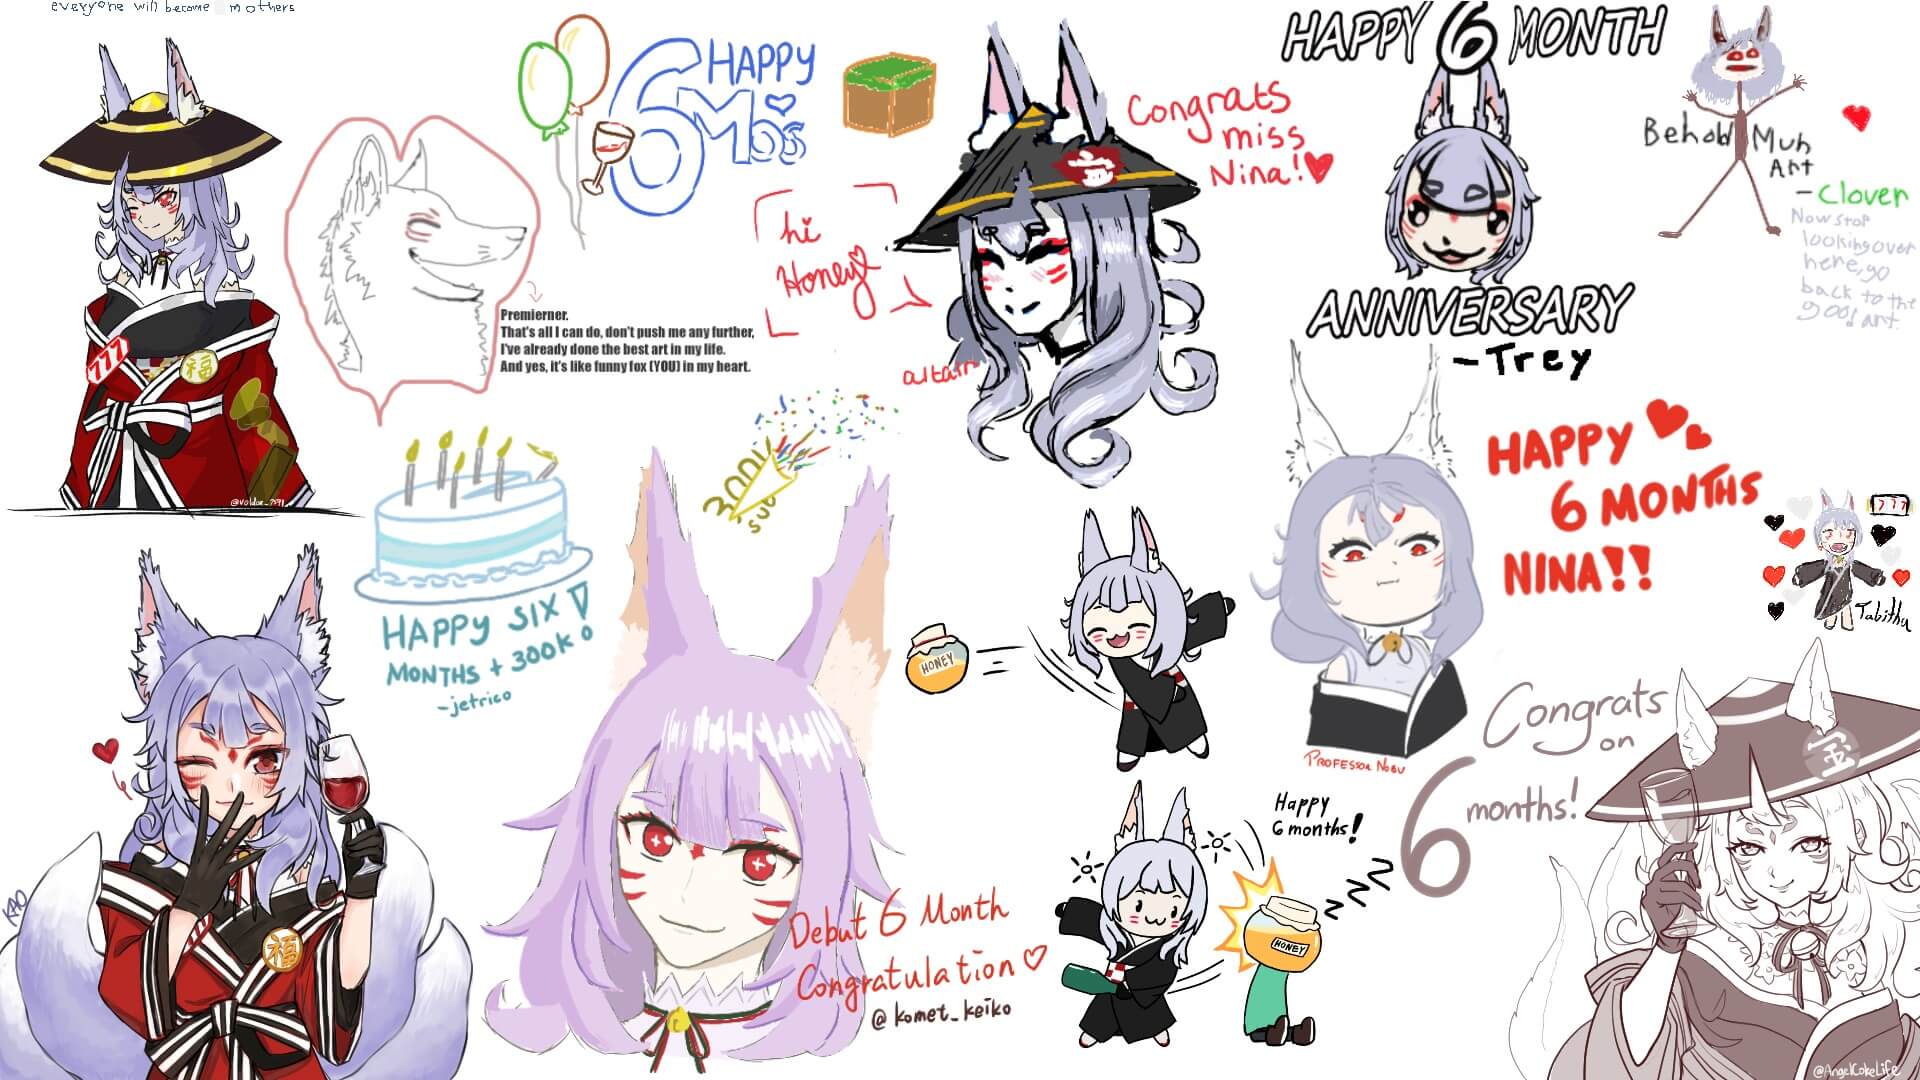 everyone will become mothers
HAPPY
6 Mos
Congrats
miss
Nina!
HAPPY 6 MONTH
ANNIVERSARY
-Trey
Behold Muh
Art
-Clover
Now stop
looking over
here, go
back to the
good art.
hi
Honey
altair
Premierner.
That's all I can do, don't push me any further,
I've already done the best art in my life.
And yes, it's like funny fox (YOU) in my heart.
777
福
HAPPY SIX
MONTHS + 300K!
-jetrico
HAPPY
6 MONTHS
NINA!!
777
Tabitha
HONEY
PROFESSOR NOBU
Congrats
on
6 months!
金
Happy
6 months!
ZZZ
HONEY
KAO
福
Debut 6 Month
Congratulation
@komet_keiko
@AngelCokeLife